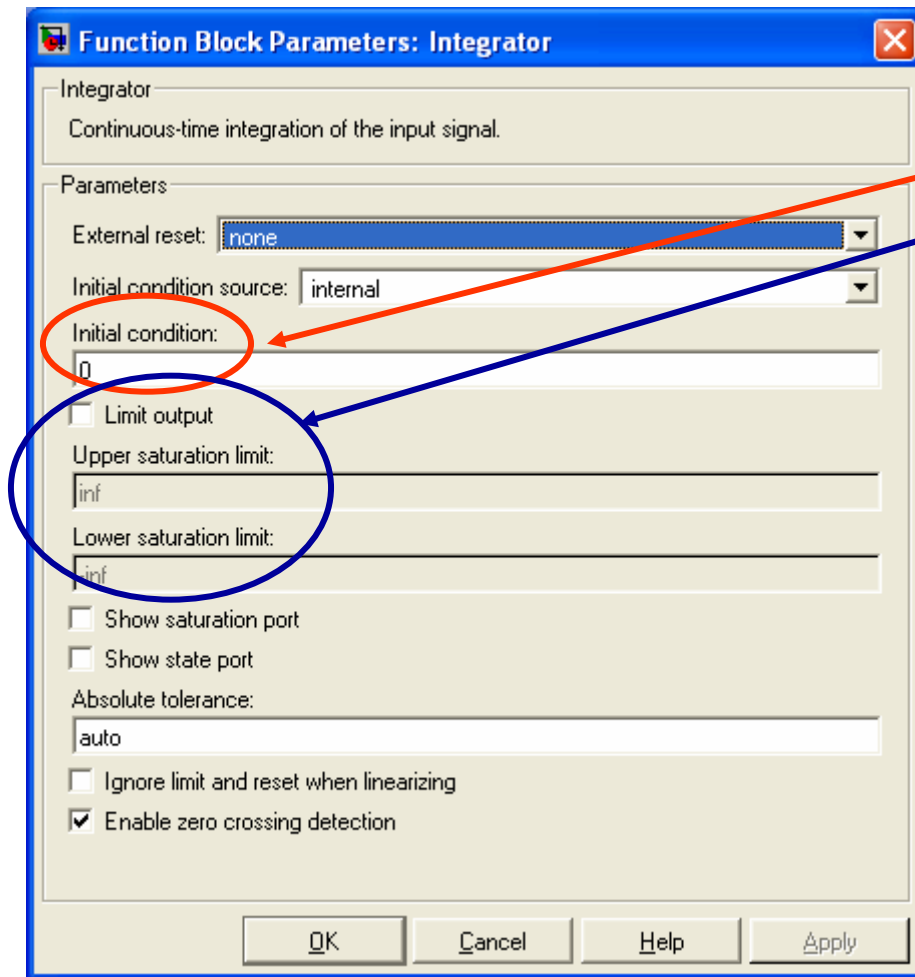 Function Block Parameters: Integrator
Integrator
Continuous-time integration of the input signal.
Parameters
External reset: none
Initial condition source: internal
Initial condition:
0
Limit output
Upper saturation limit:
inf
Lower saturation limit:
-inf
Show saturation port
Show state port
Absolute tolerance:
auto
Ignore limit and reset when linearizing
Enable zero crossing detection
OK Cancel Help Apply